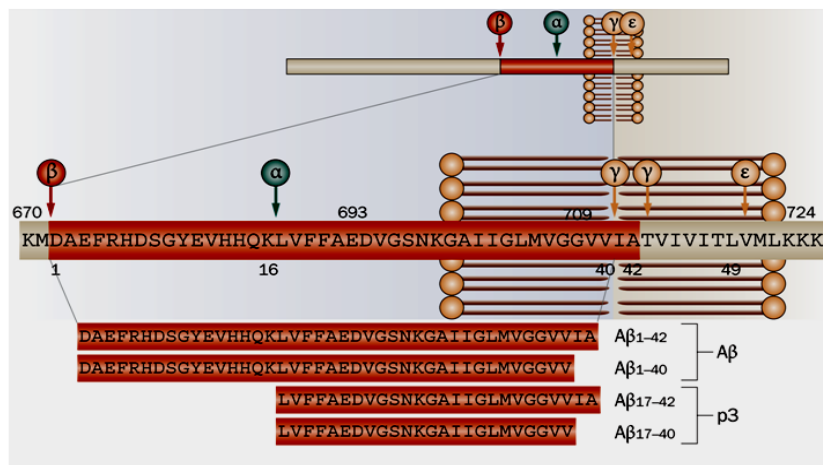 β α γ ε
β α γ γ ε
670 693 709 724
KMDAEFRHDSGYEVHHQKLVFFAEDVGSNKGAIIGLMVGGVVIATVIVITLVMLKKK
1 16 40 42 49
DAEFRHDSGYEVHHQKLVFFAEDVGSNKGAIIGLMVGGVVIA Aβ1–42
Aβ
DAEFRHDSGYEVHHQKLVFFAEDVGSNKGAIIGLMVGGVV Aβ1–40
LVFFAEDVGSNKGAIIGLMVGGVVIA Aβ17–42
p3
LVFFAEDVGSNKGAIIGLMVGGVV Aβ17–40